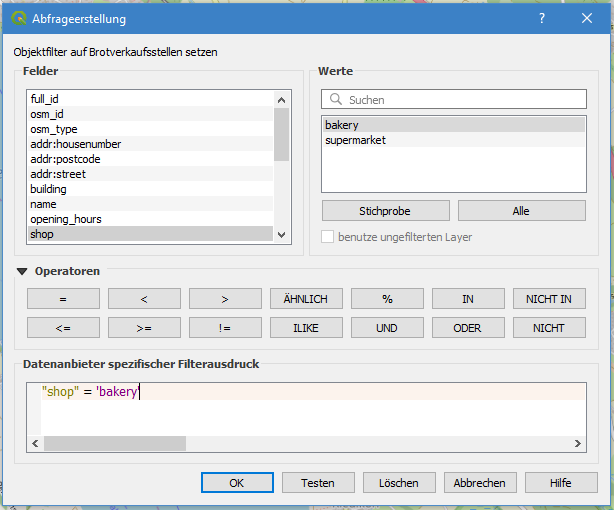 Abfrageerstellung
Objektfilter auf Brotverkaufsstellen setzen
Felder
full_id
osm_id
osm_type
addr:housenumber
addr:postcode
addr:street
building
name
opening_hours
shop
Werte
Suchen
bakery
supermarket
Stichprobe Alle
benutze ungefilterten Layer
Operatoren
= < > ÄHNLICH % IN NICHT IN
<= >= != ILIKE UND ODER NICHT
Datenanbieter spezifischer Filterausdruck
"shop" = 'bakery'
OK Testen Löschen Abbrechen Hilfe